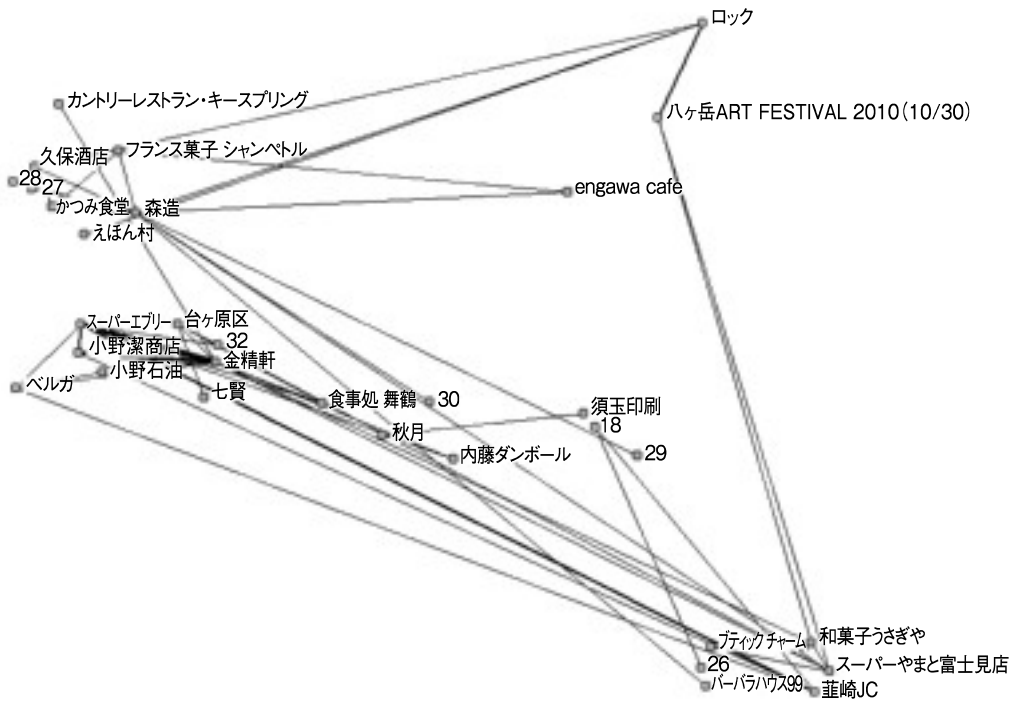 ロック
カントリーレストラン・キースプリング
八ヶ岳ART FESTIVAL 2010(10/30)
久保酒店
フランス菓子 シャンペトル
28
27
engawa cafe
かつみ食堂
森造
えほん村
スーパーエブリー
台ヶ原区
32
小野潔商店
金精軒
小野石油
ベルガ
七賢
食事処 舞鶴
30
須玉印刷
18
秋月
内藤ダンボール
29
ブティック チャーム
和菓子うさぎや
26
スーパーやまと富士見店
バーバラハウス99
韮崎JC